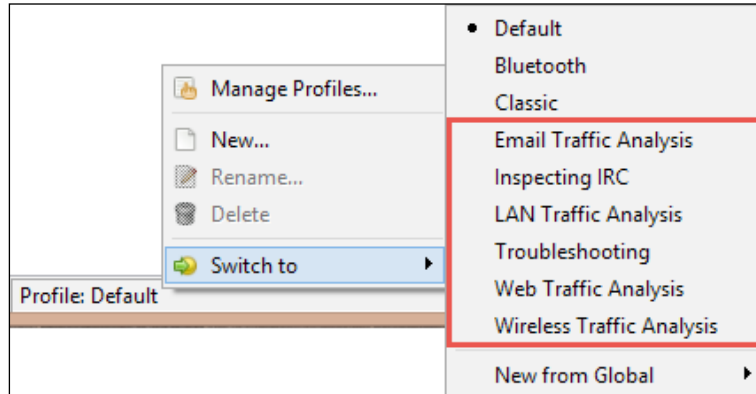 Manage Profiles...
New...
Rename...
Delete
Switch to
Profile: Default
Default
Bluetooth
Classic
Email Traffic Analysis
Inspecting IRC
LAN Traffic Analysis
Troubleshooting
Web Traffic Analysis
Wireless Traffic Analysis
New from Global